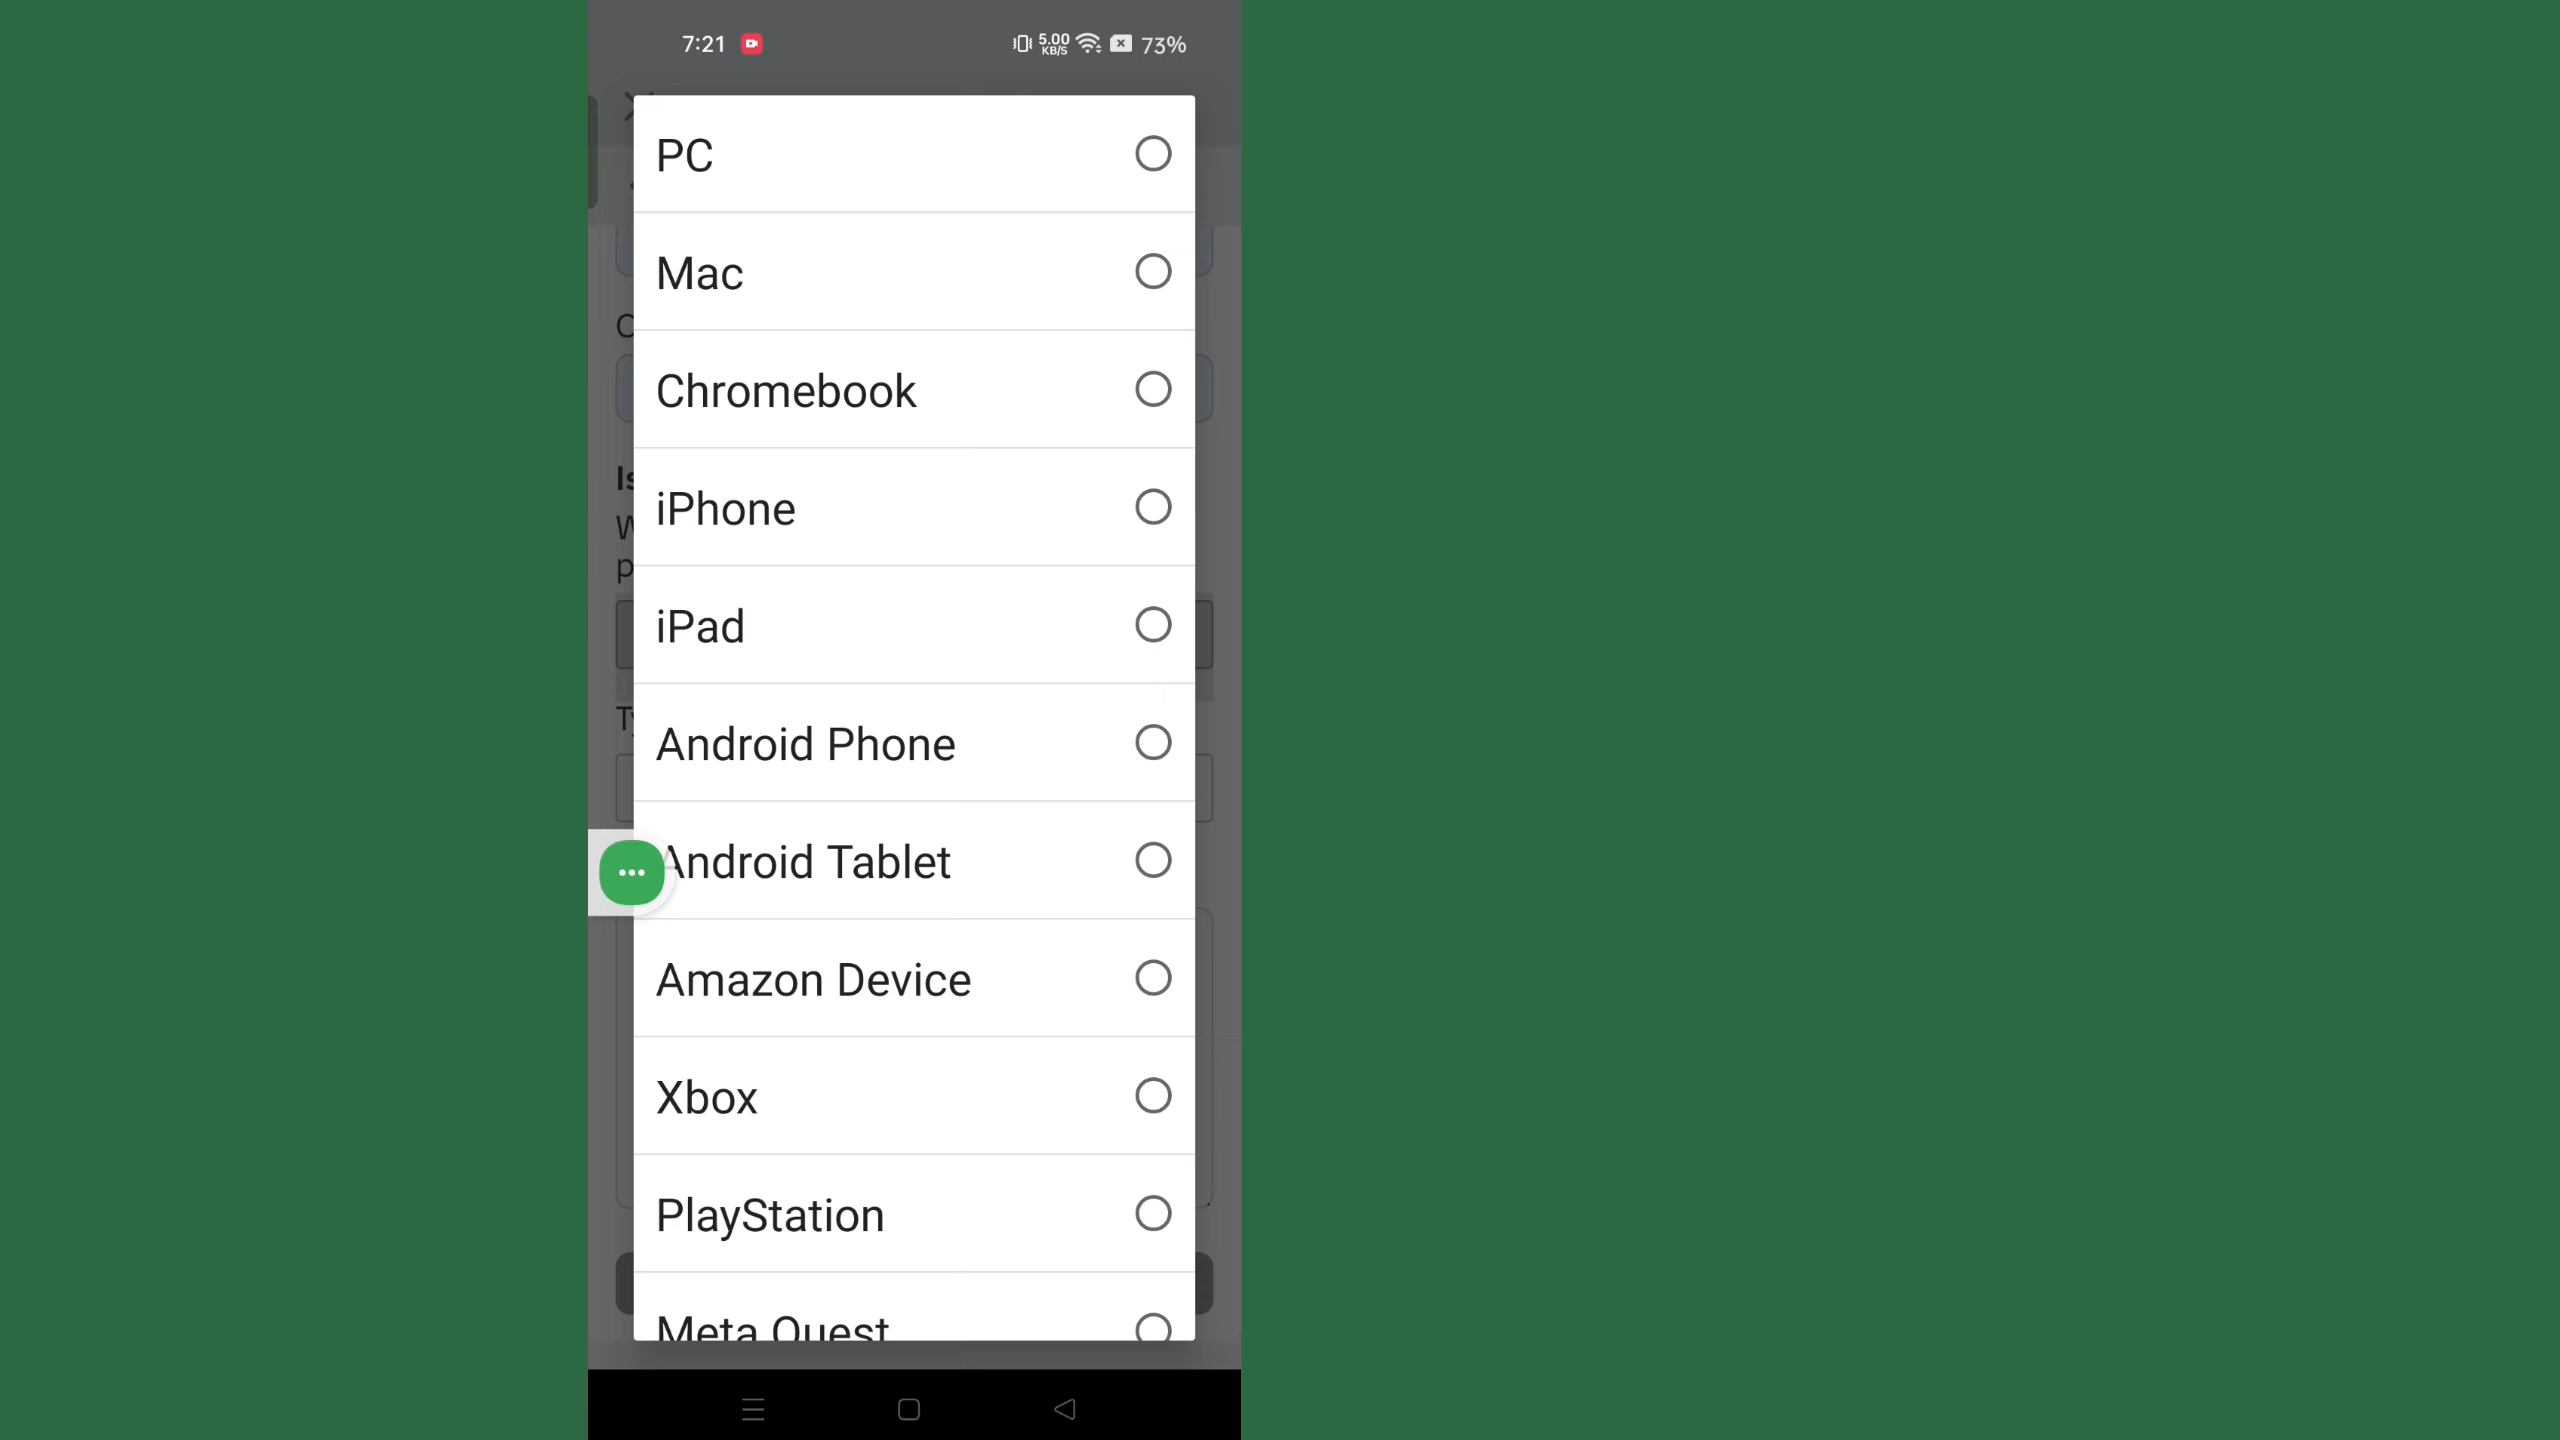 7:21
5.00
KB/S
73%
PC
Mac
Chromebook
iPhone
iPad
Android Phone
Android Tablet
Amazon Device
Xbox
PlayStation
Meta Quest